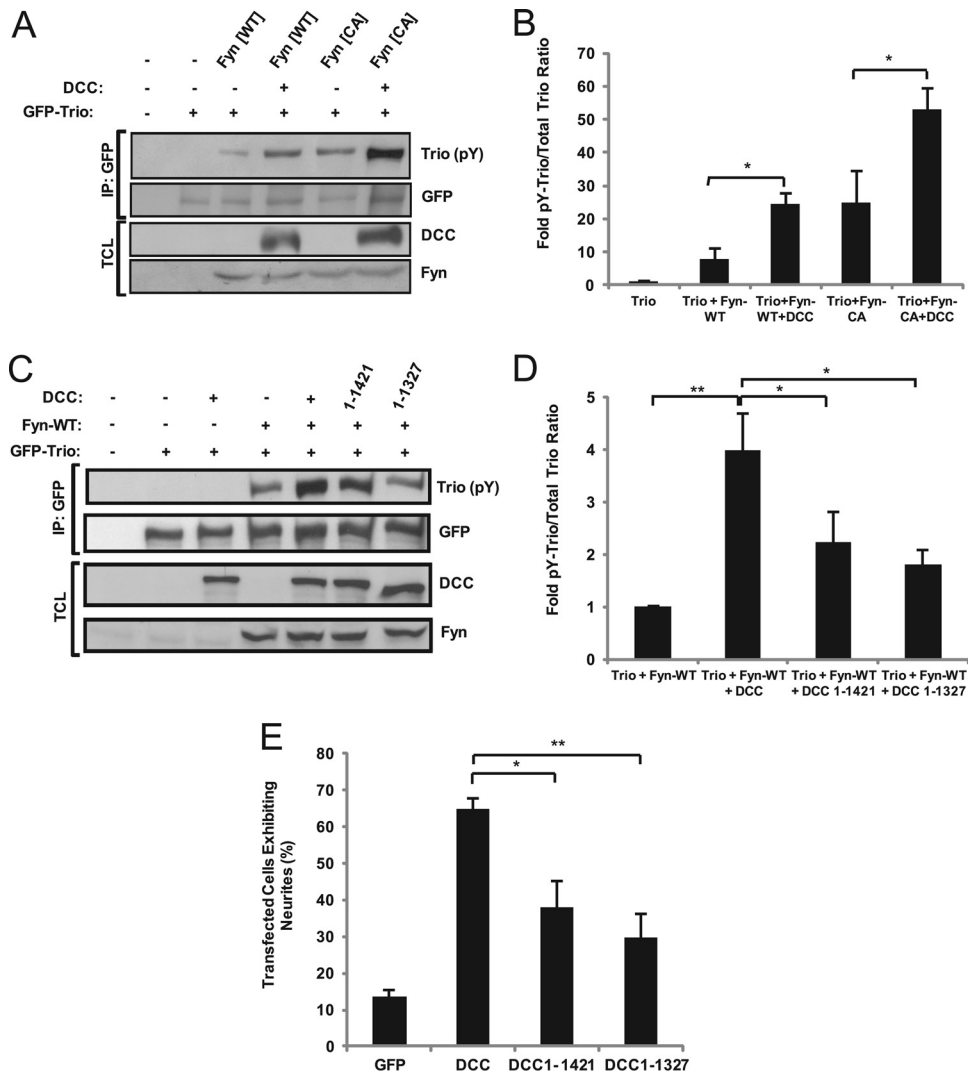 A
Fyn [WT]
Fyn [WT]
Fyn [CA]
Fyn [CA]
- -
DCC: - - - + - +
GFP-Trio: - + + + + +
IP: GFP
Trio (pY)
GFP
TCL
DCC
Fyn
B
Fold pY-Trio/Total Trio Ratio
70
60
50
40
30
20
10
0
*
*
Trio
Trio + Fyn-
WT
Trio+Fyn-
WT+DCC
Trio+Fyn-
CA
Trio+Fyn-
CA+DCC
C
DCC: - - + - + 1-1421 1-1327
Fyn-WT: - - - + + + +
GFP-Trio: - + + + + + +
IP: GFP
Trio (pY)
GFP
TCL
DCC
Fyn
D
Fold pY-Trio/Total Trio Ratio
5
4
3
2
1
0
**
*
*
Trio + Fyn-WT
Trio + Fyn-WT
+ DCC
Trio + Fyn-WT
+ DCC 1-1421
Trio + Fyn-WT
+ DCC 1-1327
E
Transfected Cells Exhibiting
Neurites (%)
80
70
60
50
40
30
20
10
0
**
*
GFP
DCC
DCC1-1421
DCC1-1327